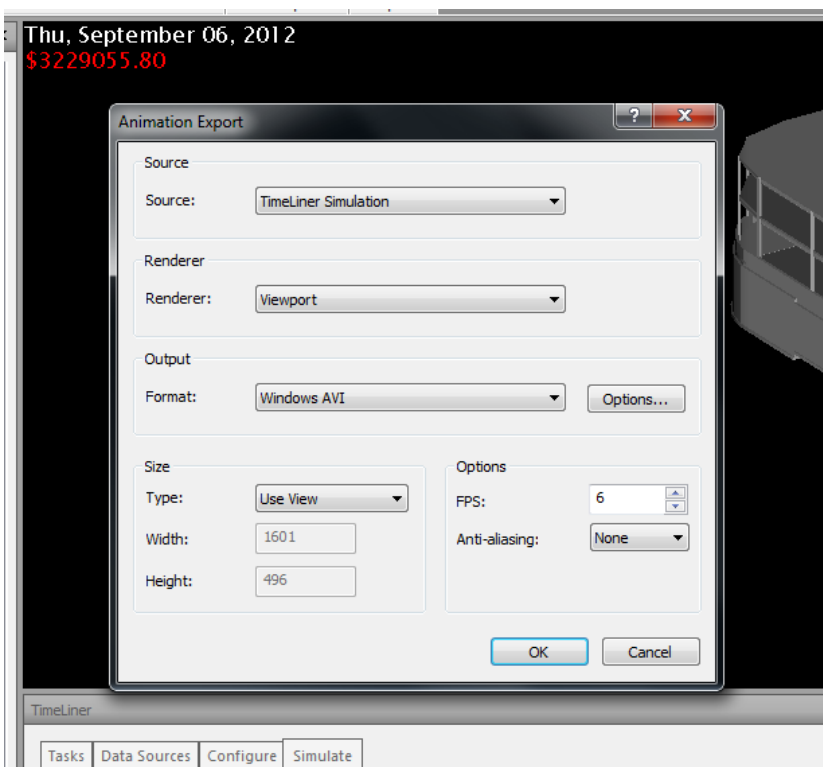 Thu, September 06, 2012
$3229055.80
Animation Export
?
X
Source
Source:
TimeLiner Simulation
Renderer
Renderer:
Viewport
Output
Format:
Windows AVI
Options...
Size
Type:
Use View
Width:
1601
Height:
496
Options
FPS:
6
Anti-aliasing:
None
OK
Cancel
TimeLiner
Tasks
Data Sources
Configure
Simulate